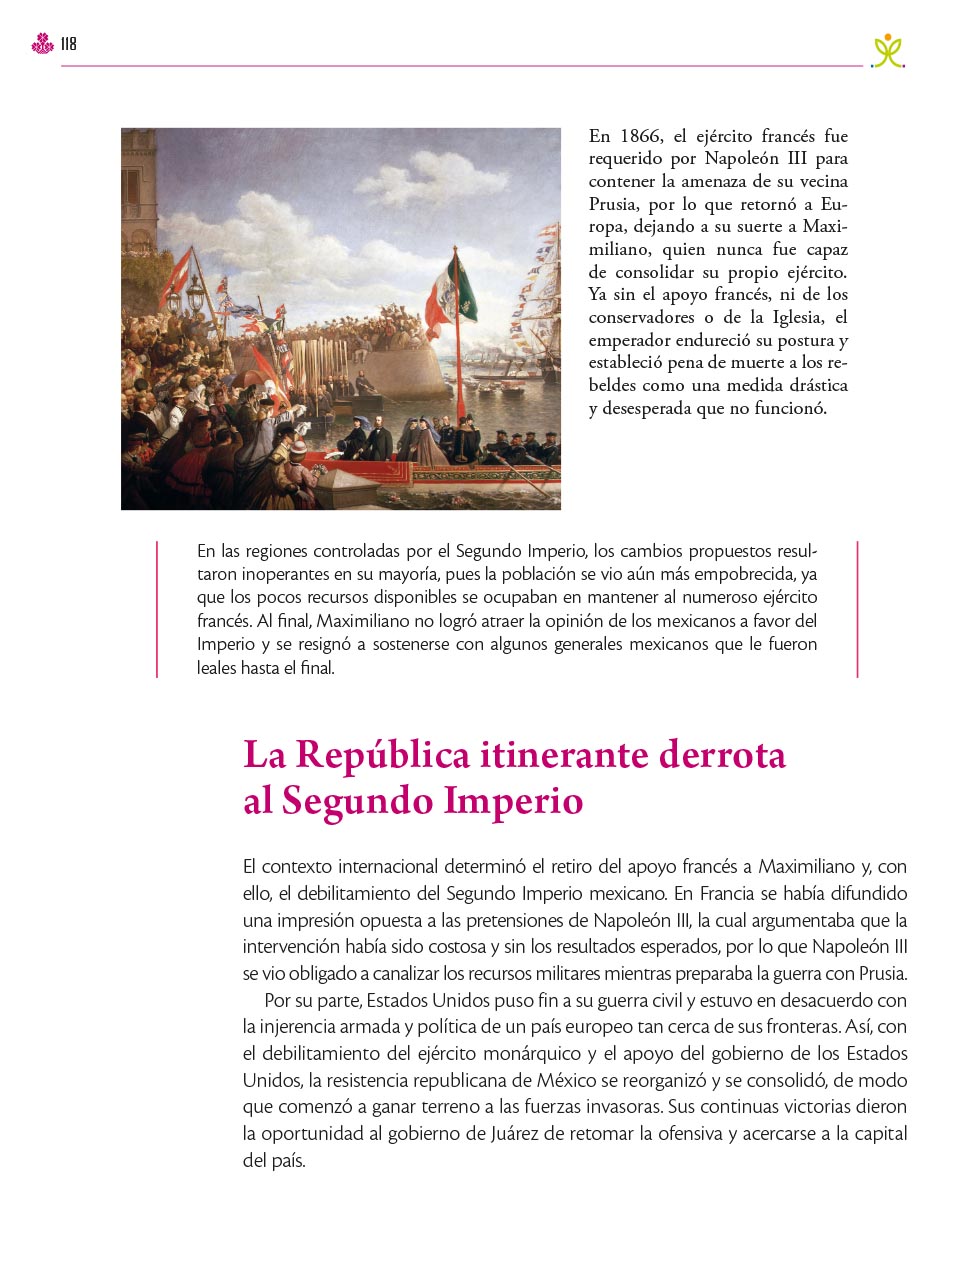 118
En 1866, el ejército francés fue
requerido por Napoleón III para
contener la amenaza de su vecina
Prusia, por lo que retornó a Eu-
ropa, dejando a su suerte a Maxi-
miliano, quien nunca fue capaz
de consolidar su propio ejército.
Ya sin el apoyo francés, ni de los
conservadores o de la Iglesia, el
emperador endureció su postura y
estableció pena de muerte a los re-
beldes como una medida drástica
y desesperada que no funcionó.
En las regiones controladas por el Segundo Imperio, los cambios propuestos resul-
taron inoperantes en su mayoría, pues la población se vio aún más empobrecida, ya
que los pocos recursos disponibles se ocupaban en mantener al numeroso ejército
francés. Al final, Maximiliano no logró atraer la opinión de los mexicanos a favor del
Imperio y se resignó a sostenerse con algunos generales mexicanos que le fueron
leales hasta el final.
La República itinerante derrota
al Segundo Imperio
El contexto internacional determinó el retiro del apoyo francés a Maximiliano y, con
ello, el debilitamiento del Segundo Imperio mexicano. En Francia se había difundido
una impresión opuesta a las pretensiones de Napoleón III, la cual argumentaba que la
intervención había sido costosa y sin los resultados esperados, por lo que Napoleón III
se vio obligado a canalizar los recursos militares mientras preparaba la guerra con Prusia.
Por su parte, Estados Unidos puso fin a su guerra civil y estuvo en desacuerdo con
la injerencia armada y política de un país europeo tan cerca de sus fronteras. Así, con
el debilitamiento del ejército monárquico y el apoyo del gobierno de los Estados
Unidos, la resistencia republicana de México se reorganizó y se consolidó, de modo
que comenzó a ganar terreno a las fuerzas invasoras. Sus continuas victorias dieron
la oportunidad al gobierno de Juárez de retomar la ofensiva y acercarse a la capital
del país.